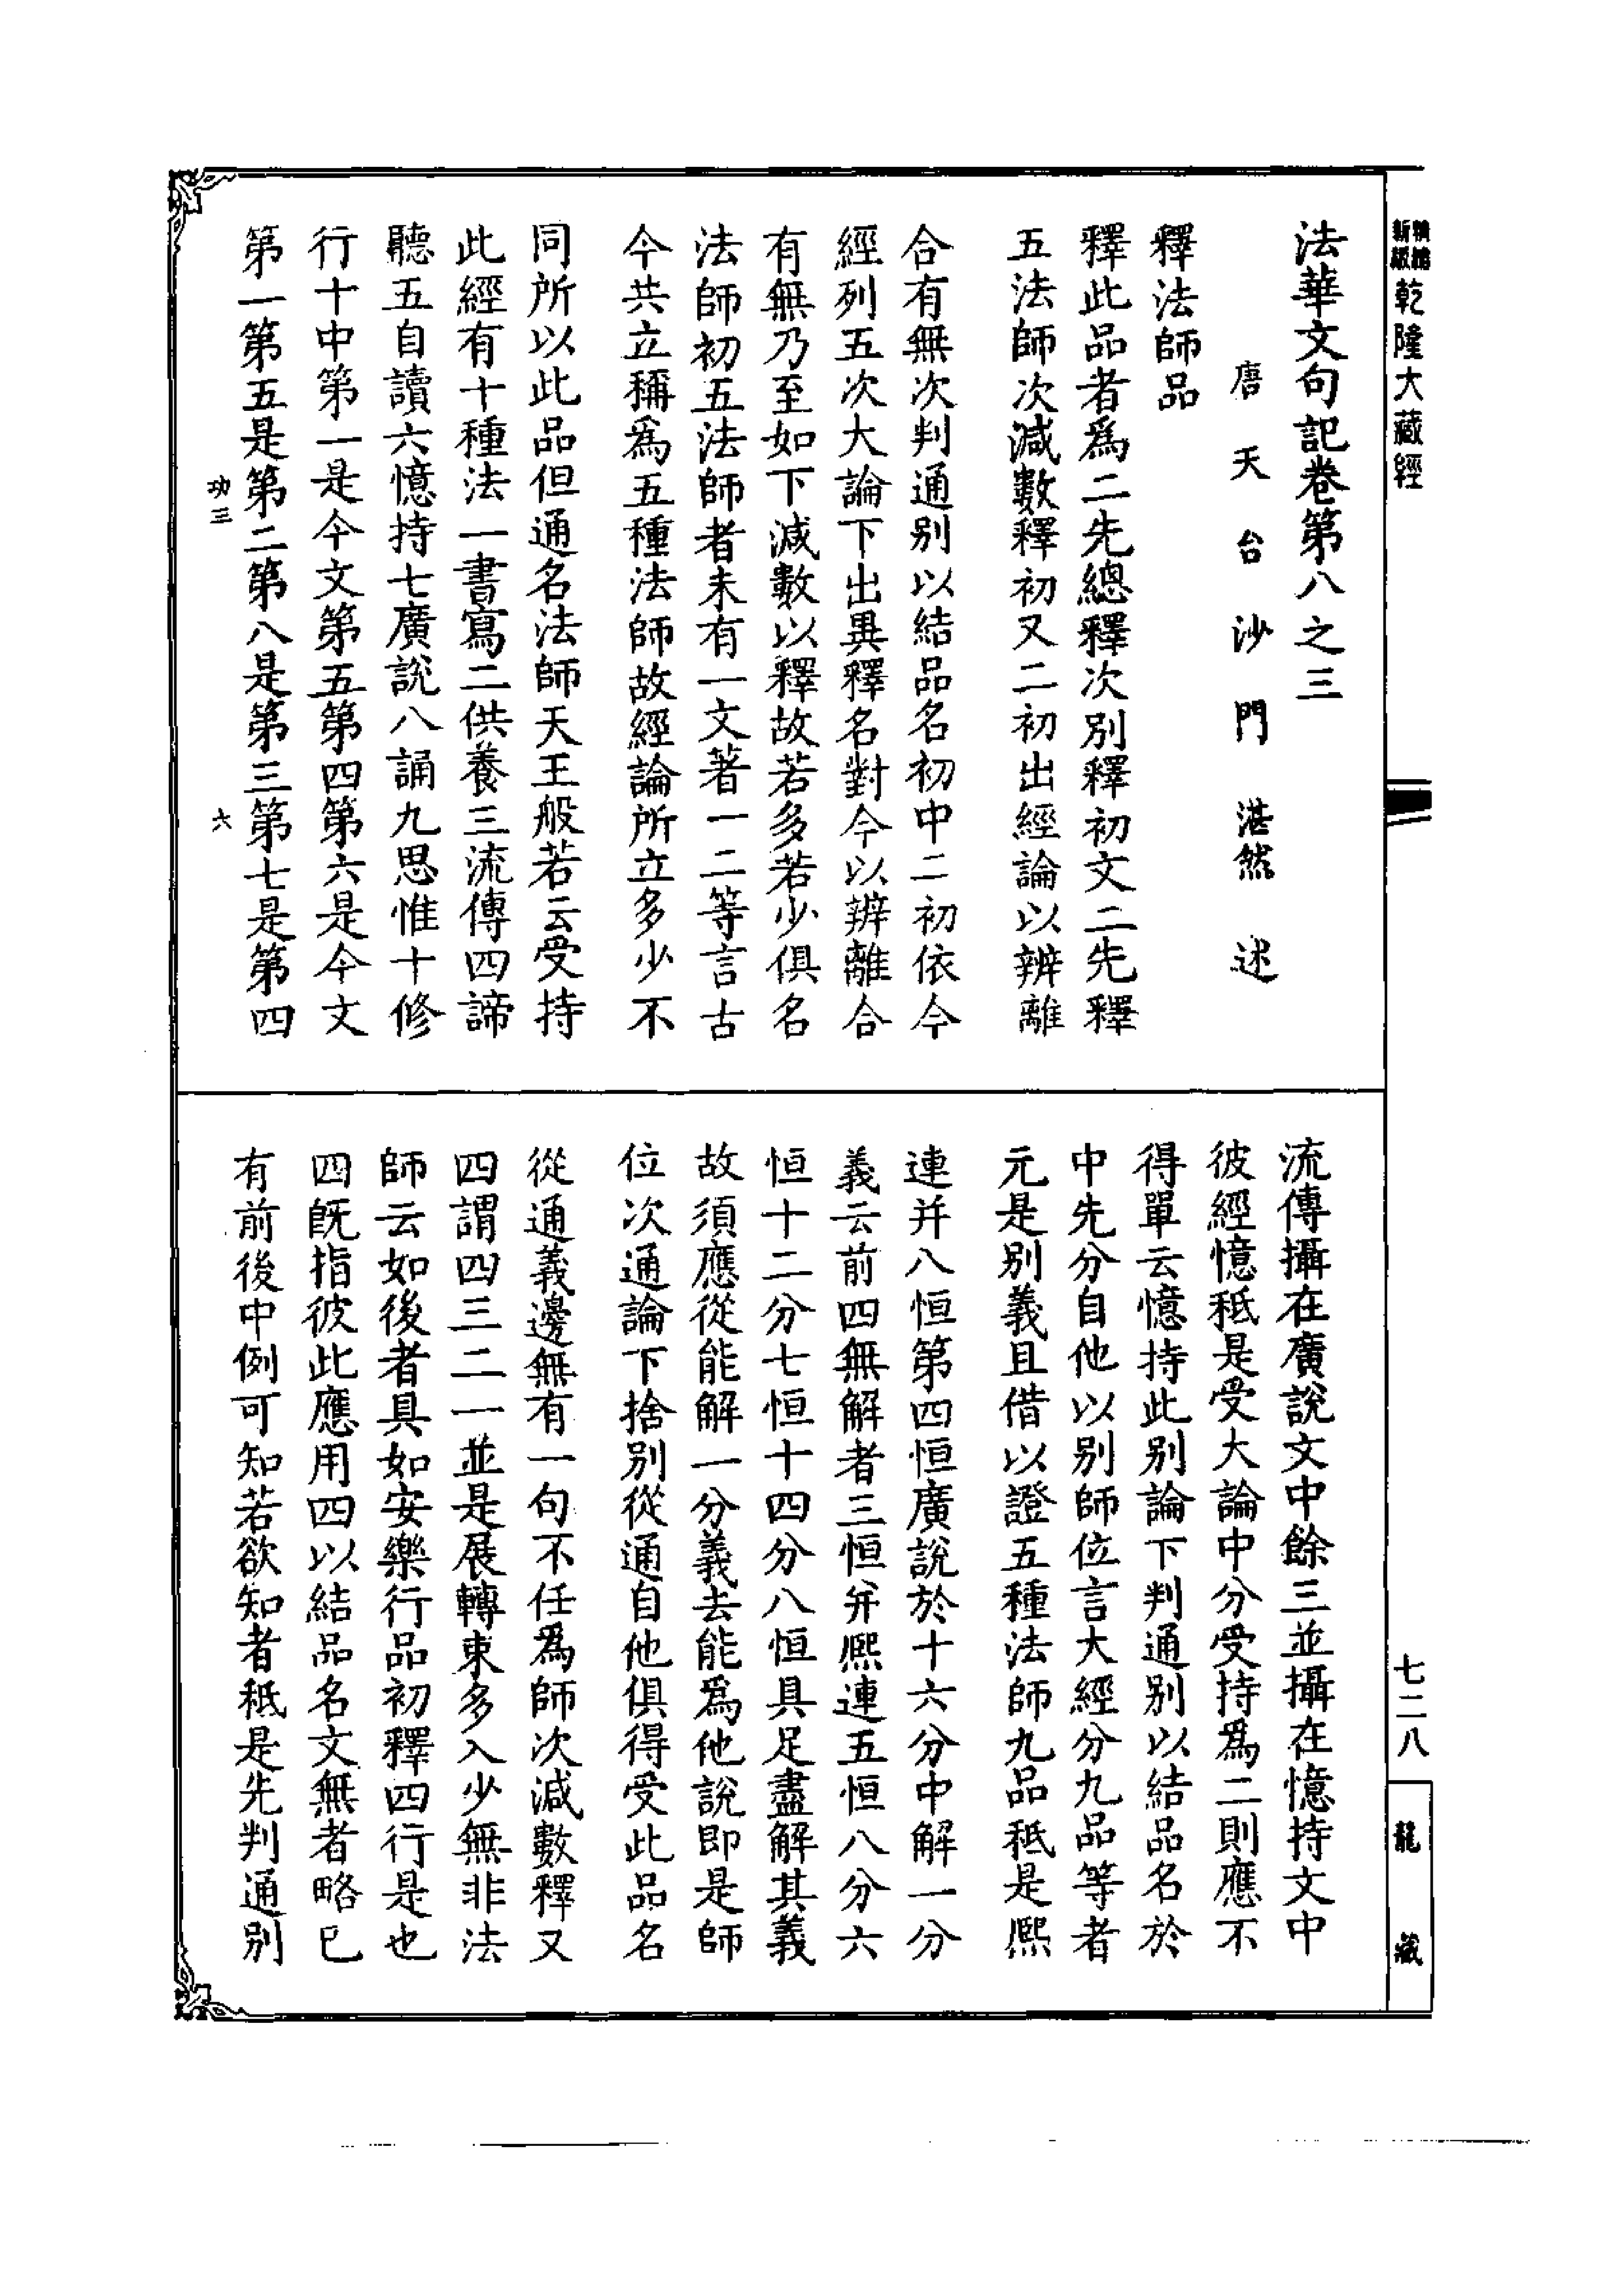 新編縮版
乾隆大藏經
法華文句記卷第八之三
唐天台沙門湛然述
釋法師品
釋此品者爲二先總釋次別釋初文二先釋
五法師次減數釋初又二初出經論以辨離
合有無次判通別以結品名初中二初依今
經列五次大論下出異釋名對今以辨離合
有無乃至如下減數以釋故若多若少俱名
法師初五法師者未有一文著一二等言古
今共立稱爲五種法師故經論所立多少不
同所以此品但通名法師天王般若云受持
此經有十種法一書寫二供養三流傳四諦
聽五自讀六憶持七廣說八誦九思惟十修
行十中第一是今文第五第四第六是今文
第一第五是第二第八是第三第七是第四
功三
六
流傳攝在廣說文中餘三並攝在憶持文中
彼經憶秪是受大論中分受持爲二則應不
得單云憶持此別論下判通別以結品名於
中先分自他以別師位言大經分九品等者
元是別義且借以證五種法師九品秪是熈
連并八恒第四恒廣說於十六分中解一分
義云前四無解者三恒并熈連五恒八分六
恒十二分七恒十四分八恒具足盡解其義
故須應從能解一分義去能爲他說即是師
位次通論下捨別從通自他俱得受此品名
從通義邊無有一句不任爲師次減數釋又
四謂四三二一並是展轉束多入少無非法
師云如後者具如安樂行品初釋四行是也
四旣指彼此應用四以結品名文無者略已
有前後中例可知若欲知者秪是先判通別
七二八
龍藏